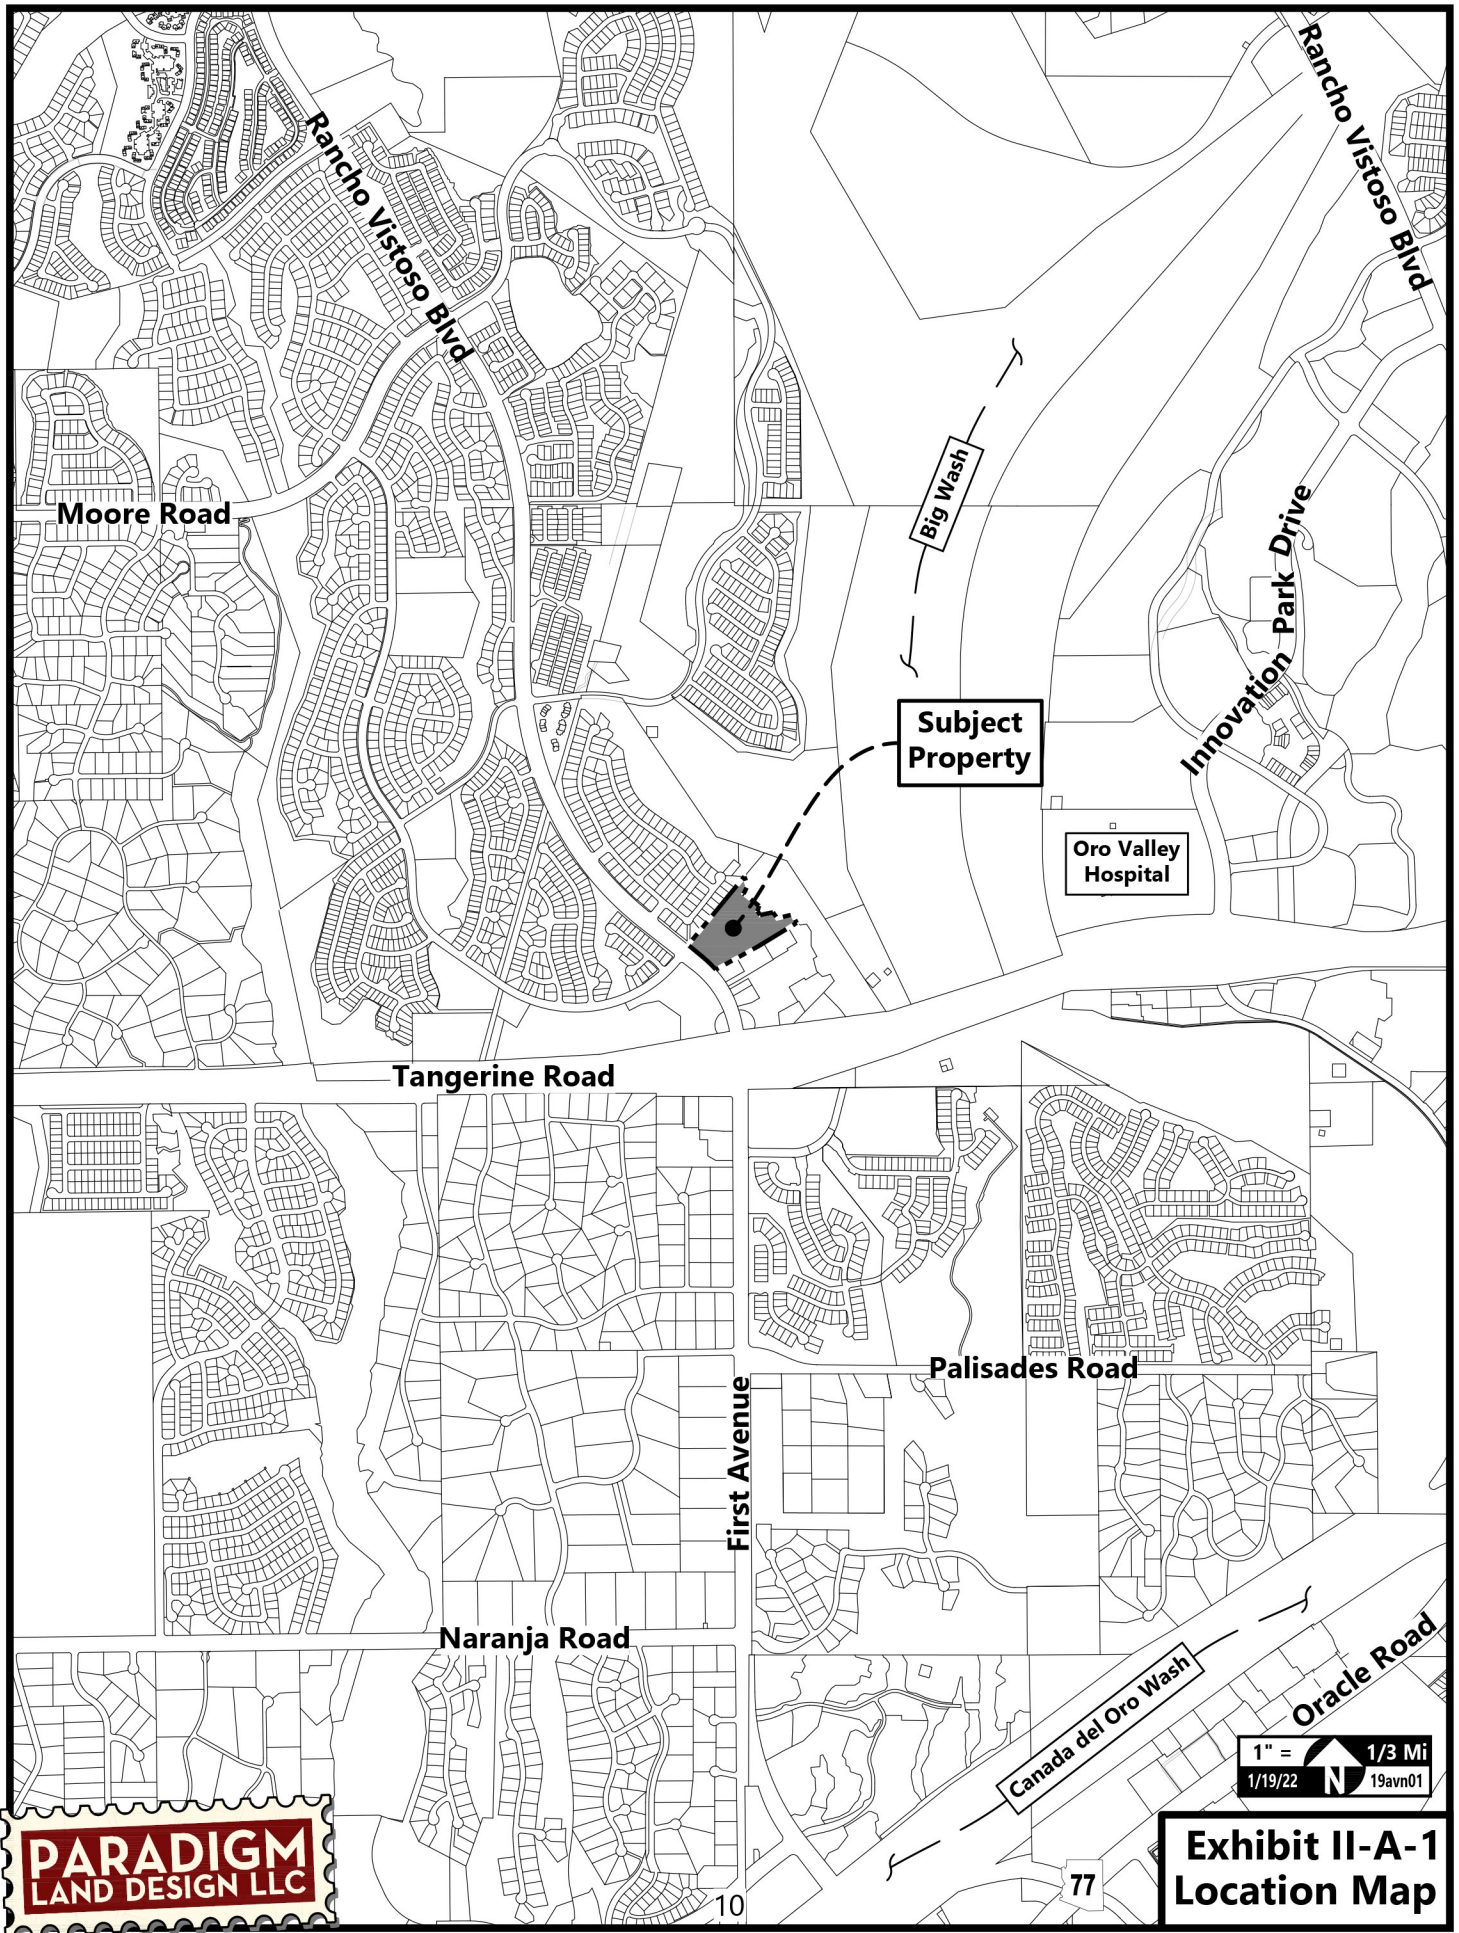 Rancho Vistoso Blvd
Rancho Vistoso Blvd
Moore Road
Big Wash
Innovation Park Drive
Subject
Property
Oro Valley
Hospital
Tangerine Road
Palisades Road
First Avenue
Naranja Road
Canada del Oro Wash
Oracle Road
1" = 1/3 Mi
1/19/22 N 19avn01
PARADIGM
LAND DESIGN LLC
10
77
Exhibit II-A-1
Location Map